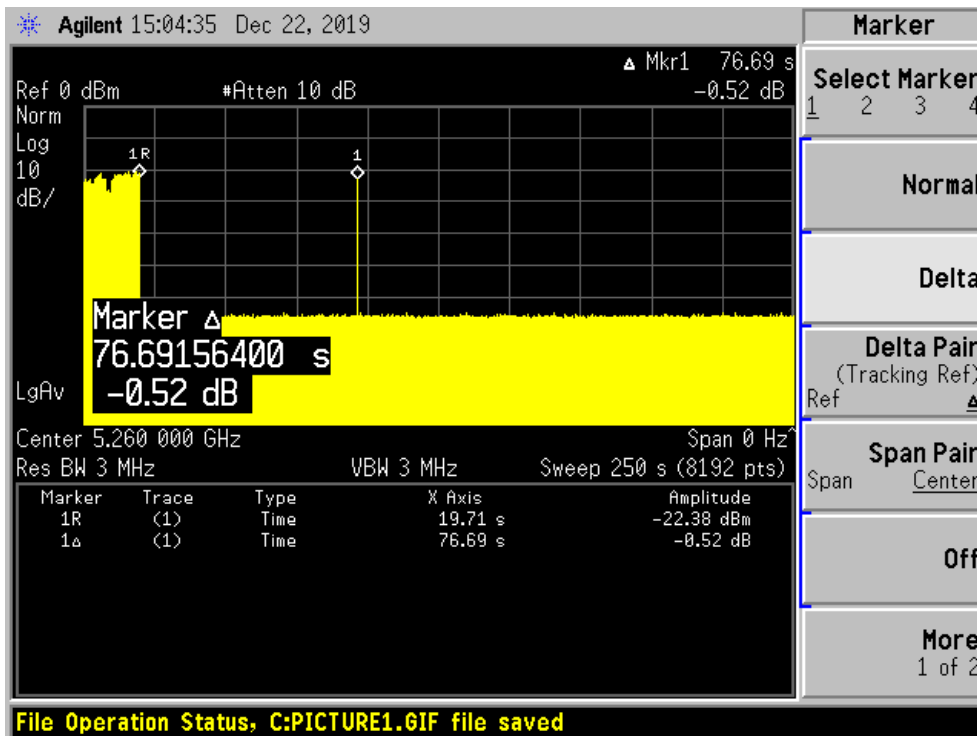 Agilent 15:04:35 Dec 22, 2019
Δ Mkr1 76.69 s
Ref 0 dBm #Atten 10 dB -0.52 dB
Norm
Log
10
dB/
1R
1
Marker Δ
76.69156400 s
-0.52 dB
LgAv
Center 5.260 000 GHz Span 0 Hz^
Res BW 3 MHz VBW 3 MHz Sweep 250 s (8192 pts)
Marker Trace Type X Axis Amplitude
1R (1) Time 19.71 s -22.38 dBm
1Δ (1) Time 76.69 s -0.52 dB
File Operation Status, C:PICTURE1.GIF file saved
Marker
Select Marker
1 2 3 4
Normal
Delta
Delta Pair
(Tracking Ref)
Ref Δ
Span Pair
Span Center
Off
More
1 of 2